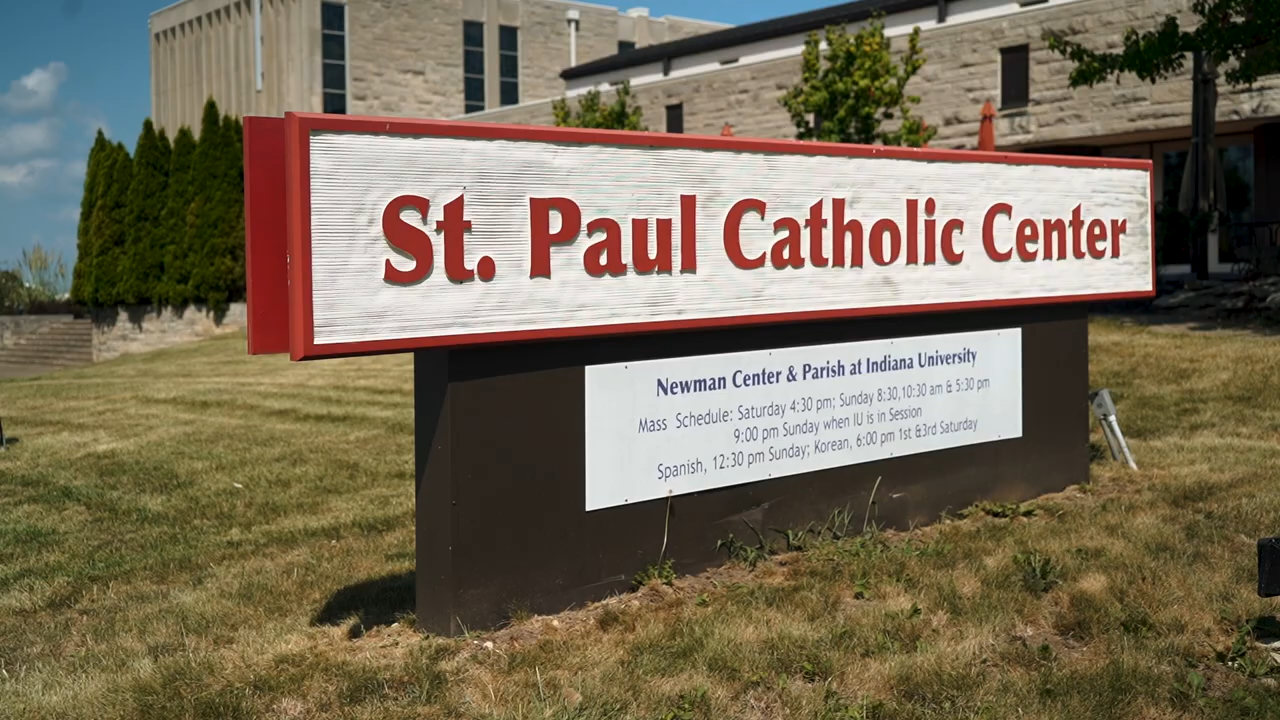 St. Paul Catholic Center
Newman Center & Parish at Indiana University
Mass Schedule: Saturday 4:30 pm; Sunday 8:30,10:30 am & 5:30 pm
9:00 pm Sunday when IU is in Session
Spanish, 12:30 pm Sunday; Korean, 6:00 pm 1st &3rd Saturday